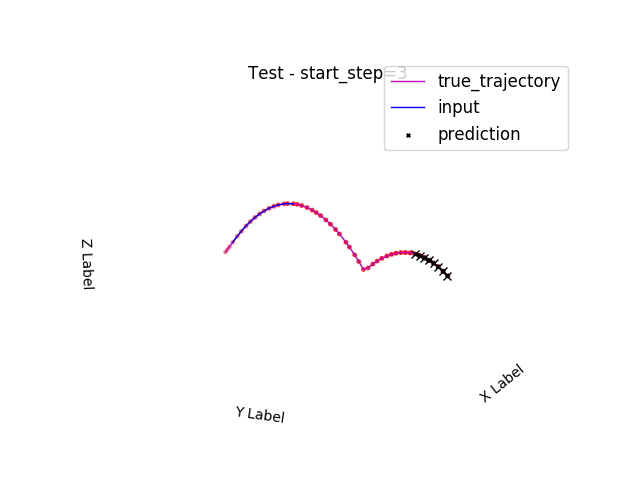 Test - start_step=3
true_trajectory
input
prediction
Z Label
X Label
Y Label